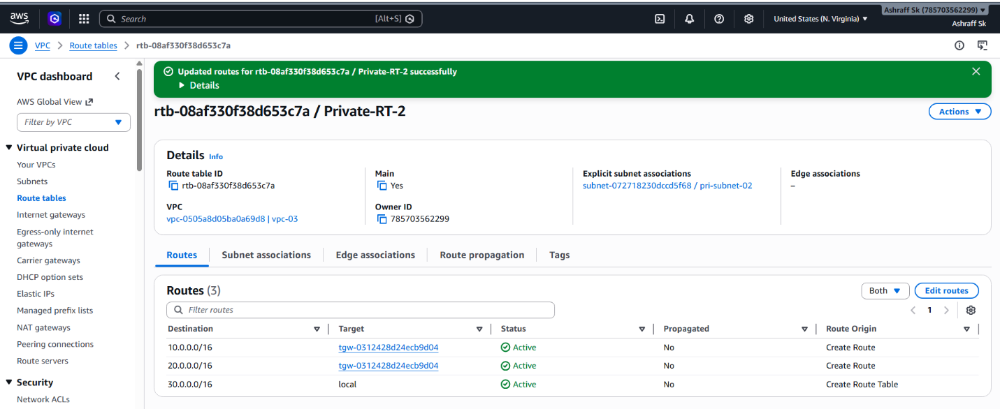 aws
Search
[Alt+S]
United States (N. Virginia)
Ashraff Sk (785703562299)
Ashraff Sk
VPC
Route tables
rtb-08af330f38d653c7a
VPC dashboard
AWS Global View
Filter by VPC
Virtual private cloud
Your VPCs
Subnets
Route tables
Internet gateways
Egress-only internet
gateways
Carrier gateways
DHCP option sets
Elastic IPs
Managed prefix lists
NAT gateways
Peering connections
Route servers
Security
Network ACLs
Updated routes for rtb-08af330f38d653c7a / Private-RT-2 successfully
Details
rtb-08af330f38d653c7a / Private-RT-2
Actions
Details Info
Route table ID
rtb-08af330f38d653c7a
Main
Yes
Explicit subnet associations
subnet-072718230dccd5f68 / pri-subnet-02
Edge associations
–
VPC
vpc-0505a8d05ba0a69d8 | vpc-03
Owner ID
785703562299
Routes Subnet associations Edge associations Route propagation Tags
Routes (3)
Both
Edit routes
Filter routes
1
Destination Target Status Propagated Route Origin
10.0.0.0/16 tgw-0312428d24ecb9d04 Active No Create Route
20.0.0.0/16 tgw-0312428d24ecb9d04 Active No Create Route
30.0.0.0/16 local Active No Create Route Table